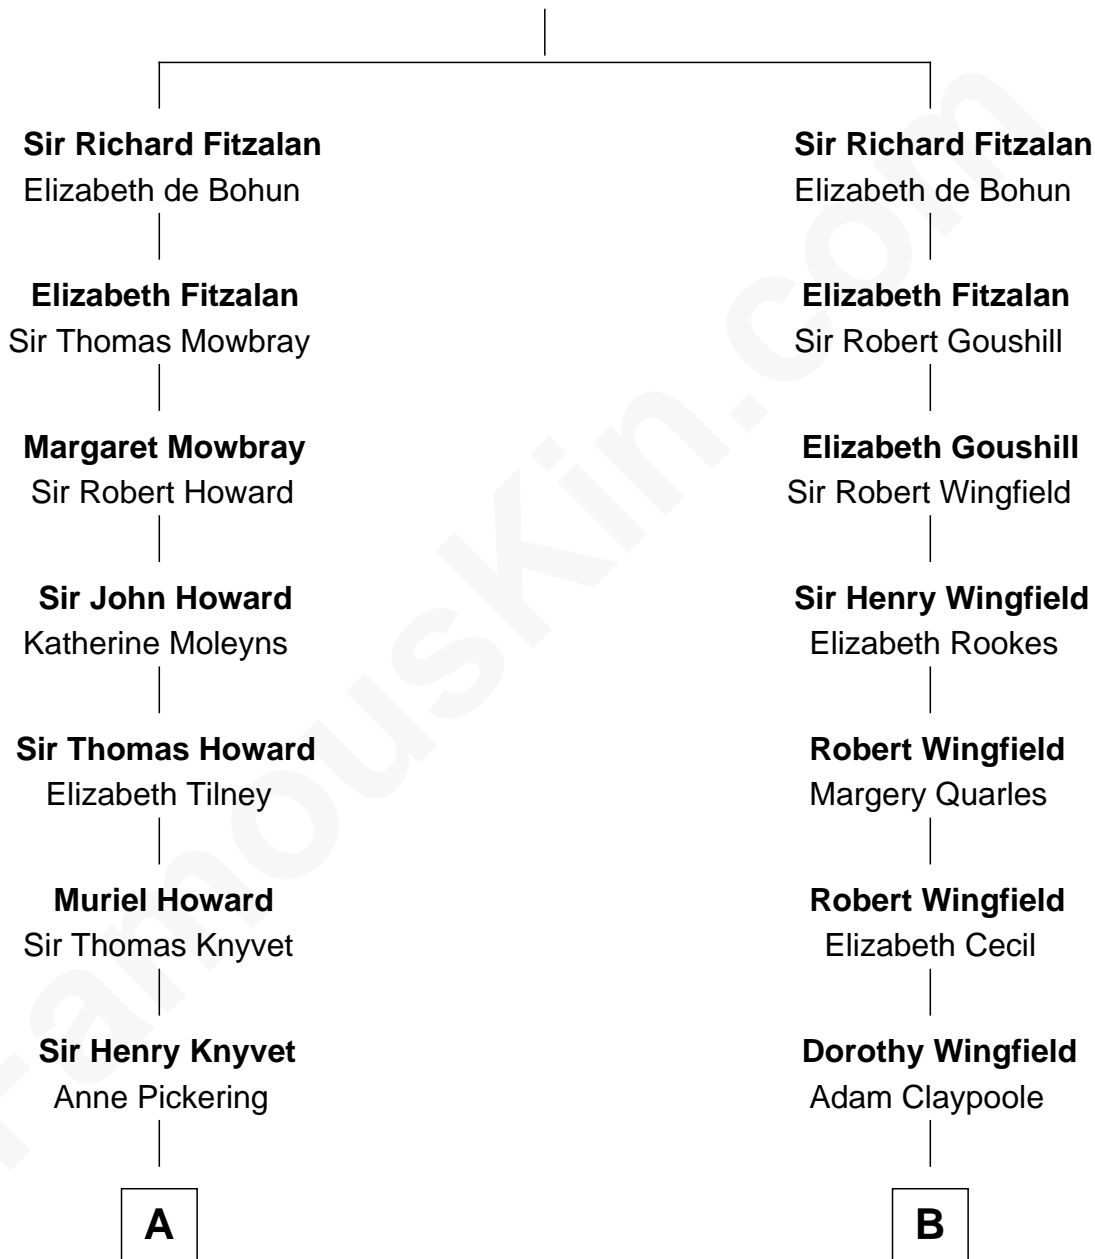 Sir Richard Fitzalan
Elizabeth de Bohun
Elizabeth Fitzalan
Sir Thomas Mowbray
Margaret Mowbray
Sir Robert Howard
Sir John Howard
Katherine Moleyns
Sir Thomas Howard
Elizabeth Tilney
Muriel Howard
Sir Thomas Knyvet
Sir Henry Knyvet
Anne Pickering
A
Sir Richard Fitzalan
Elizabeth de Bohun
Elizabeth Fitzalan
Sir Robert Goushill
Elizabeth Goushill
Sir Robert Wingfield
Sir Henry Wingfield
Elizabeth Rookes
Robert Wingfield
Margery Quarles
Robert Wingfield
Elizabeth Cecil
Dorothy Wingfield
Adam Claypoole
B
FamousKin.com